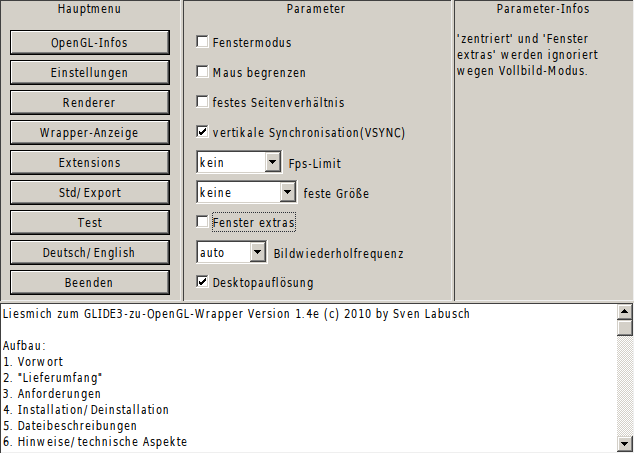 Hauptmenu
OpenGL-Infos
Einstellungen
Renderer
Wrapper-Anzeige
Extensions
Std/Export
Test
Deutsch/English
Beenden
Parameter
Fenstermodus
Maus begrenzen
festes Seitenverhältnis
vertikale Synchronisation(VSYNC)
kein Fps-Limit
keine feste Größe
Fenster extras
auto Bildwiederholfrequenz
Desktopauflösung
Parameter-Infos
'zentriert' und 'Fenster
extras' werden ignoriert
wegen Vollbild-Modus.
Liesmich zum GLIDE3-zu-OpenGL-Wrapper Version 1.4e (c) 2010 by Sven Labusch
Aufbau:
1. Vorwort
2. "Lieferumfang"
3. Anforderungen
4. Installation/Deinstallation
5. Dateibeschreibungen
6. Hinweise/technische Aspekte